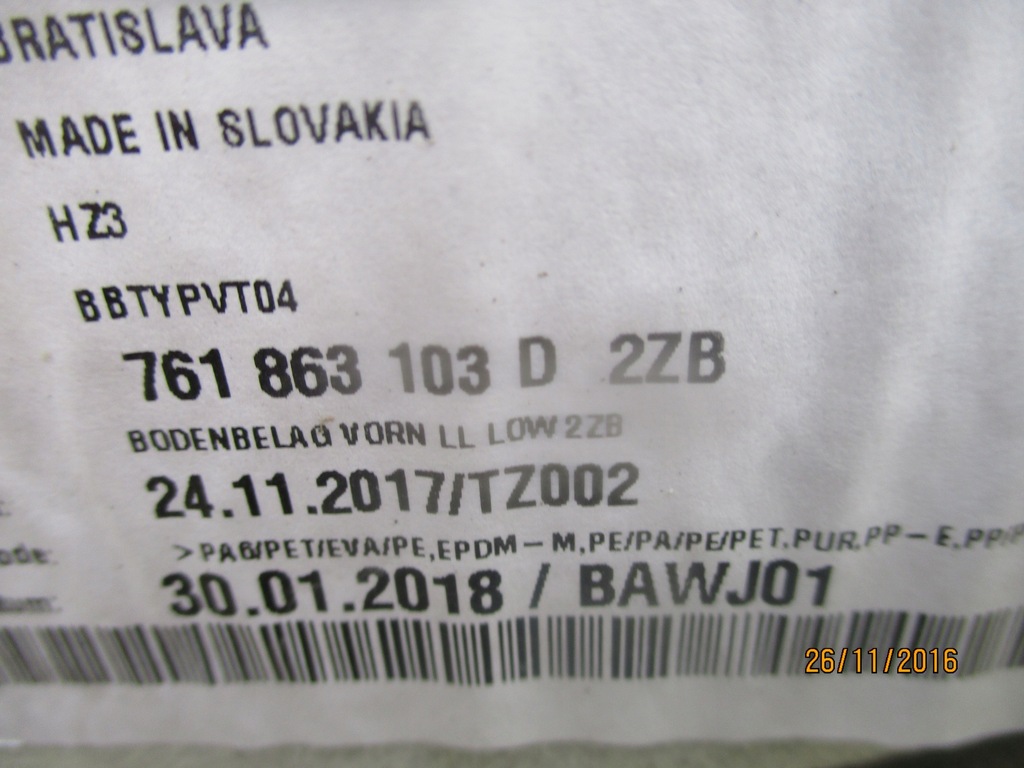 BRATISLAVA
MADE IN SLOVAKIA
HZ3
BBTYPVT04
761 863 103 D 2ZB
BODENBELAG VORN LL LOW 2ZB
24.11.2017/TZ002
>PA6/PET/EVA/PE,EPDM-M,PE/PA/PE/PET,PUR,PP-E,PP/P
30.01.2018 / BAWJ01
26/11/2016